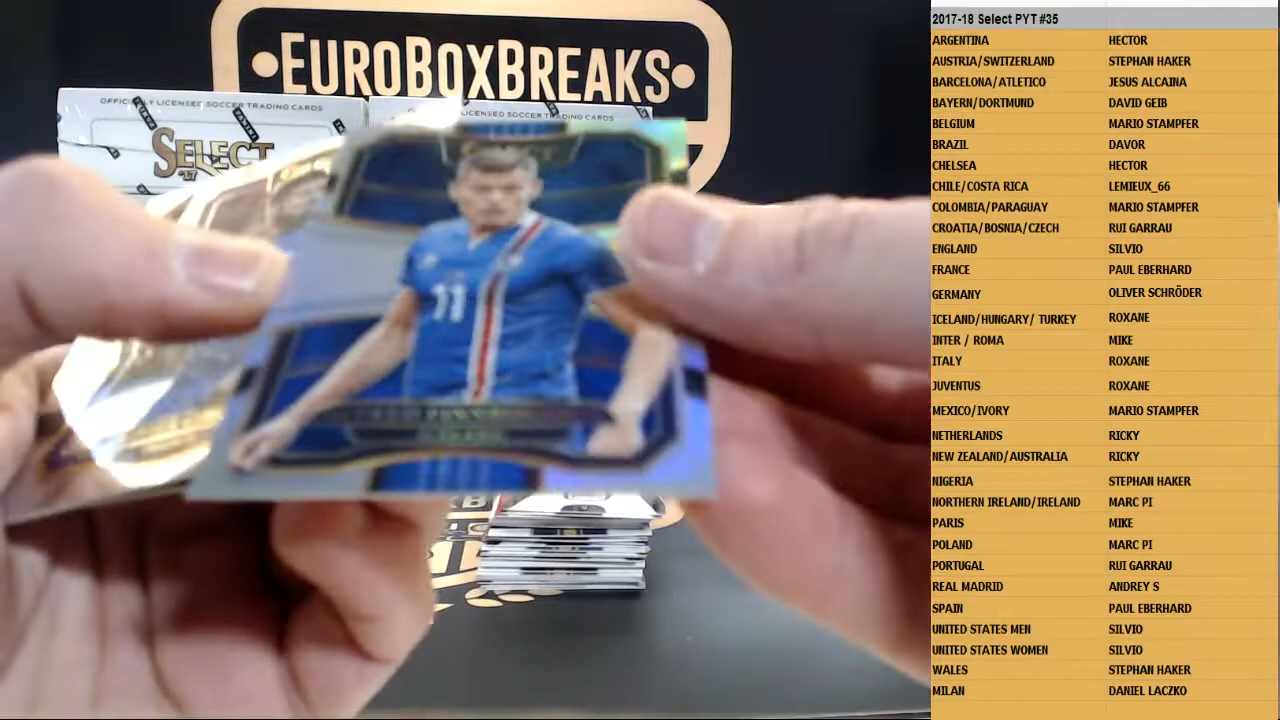 EUROBOXBREAKS
OFFICIALLY LICENSED SOCCER TRADING CARDS
LICENSED SOCCER TRADING CARDS
SELECT
'17
11
2017-18 Select PYT #35
ARGENTINA HECTOR
AUSTRIA/SWITZERLAND STEPHAN HAKER
BARCELONA/ATLETICO JESUS ALCAINA
BAYERN/DORTMUND DAVID GEIB
BELGIUM MARIO STAMPFER
BRAZIL DAVOR
CHELSEA HECTOR
CHILE/COSTA RICA LEMIEUX_66
COLOMBIA/PARAGUAY MARIO STAMPFER
CROATIA/BOSNIA/CZECH RUI GARRAU
ENGLAND SILVIO
FRANCE PAUL EBERHARD
GERMANY OLIVER SCHRÖDER
ICELAND/HUNGARY/ TURKEY ROXANE
INTER / ROMA MIKE
ITALY ROXANE
JUVENTUS ROXANE
MEXICO/IVORY MARIO STAMPFER
NETHERLANDS RICKY
NEW ZEALAND/AUSTRALIA RICKY
NIGERIA STEPHAN HAKER
NORTHERN IRELAND/IRELAND MARC PI
PARIS MIKE
POLAND MARC PI
PORTUGAL RUI GARRAU
REAL MADRID ANDREY S
SPAIN PAUL EBERHARD
UNITED STATES MEN SILVIO
UNITED STATES WOMEN SILVIO
WALES STEPHAN HAKER
MILAN DANIEL LACZKO